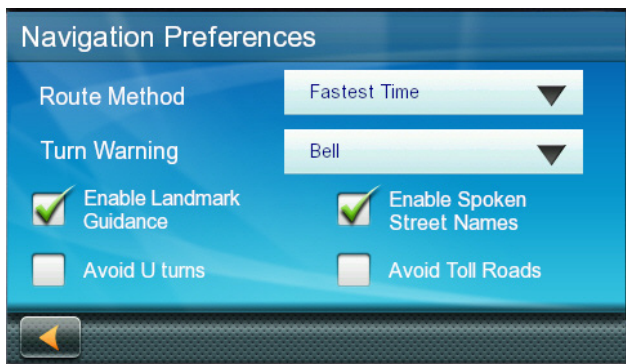 Navigation Preferences
Route Method
Fastest Time
Turn Warning
Bell
Enable Landmark
Guidance
Enable Spoken
Street Names
Avoid U turns
Avoid Toll Roads